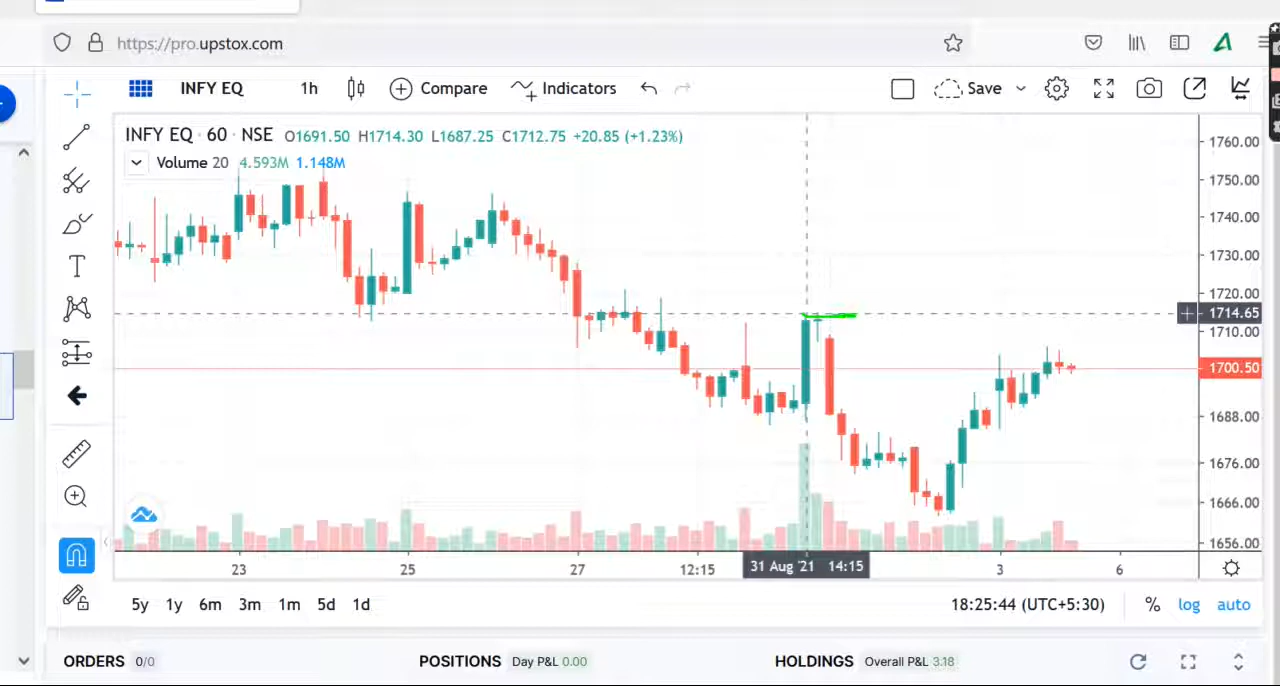 https://pro.upstox.com
INFY EQ 1h Compare Indicators Save
INFY EQ · 60 · NSE O1691.50 H1714.30 L1687.25 C1712.75 +20.85 (+1.23%)
Volume 20 4.593M 1.148M
1760.00
1750.00
1740.00
1730.00
1720.00
1714.65
1710.00
1700.50
1688.00
1676.00
1666.00
1656.00
23 25 27 12:15 31 Aug '21 14:15 3 6
5y 1y 6m 3m 1m 5d 1d 18:25:44 (UTC+5:30) % log auto
ORDERS 0/0 POSITIONS Day P&L 0.00 HOLDINGS Overall P&L 3.18